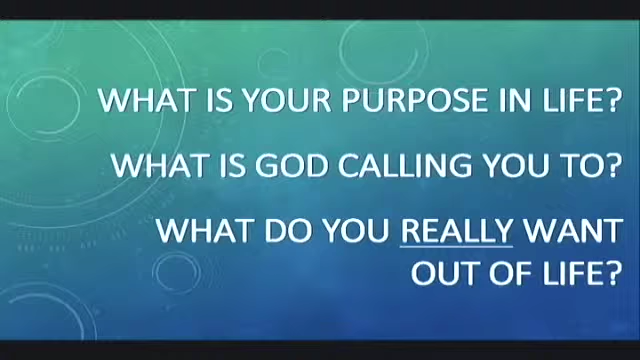 WHAT IS YOUR PURPOSE IN LIFE?
WHAT IS GOD CALLING YOU TO?
WHAT DO YOU REALLY WANT
OUT OF LIFE?